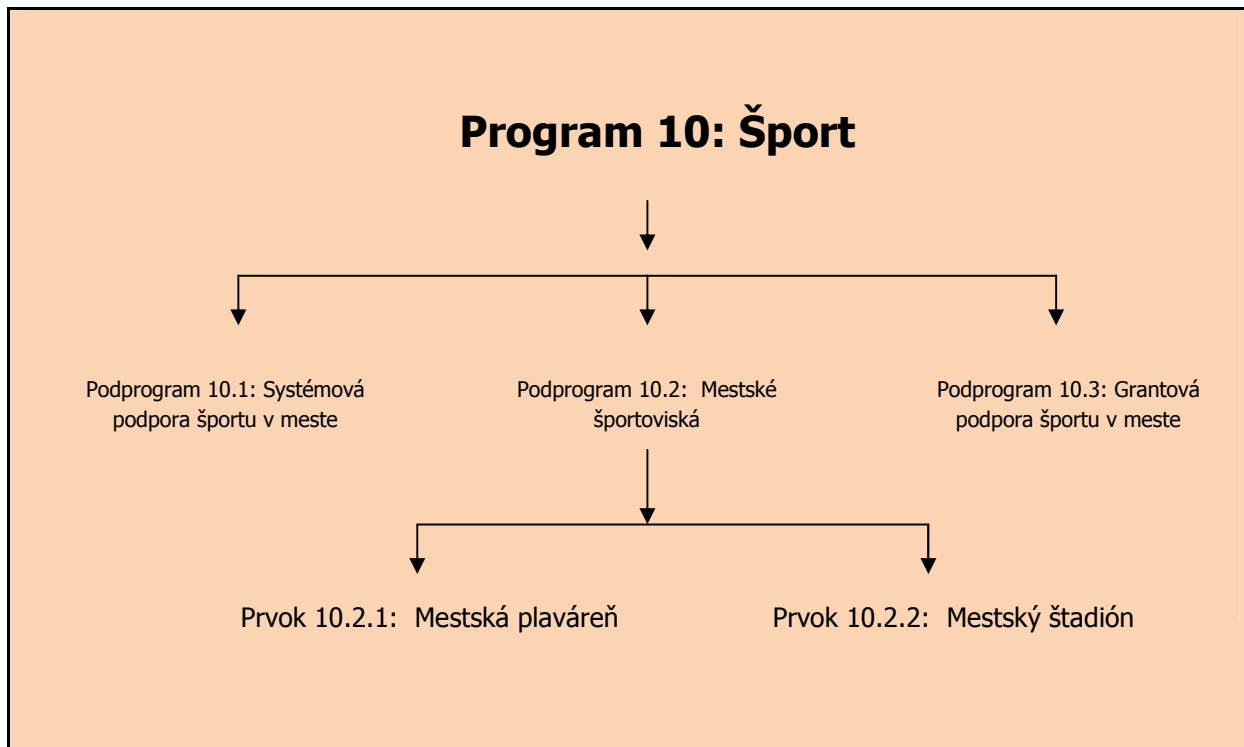 Program 10: Šport
Podprogram 10.1: Systémová
podpora športu v meste
Podprogram 10.2:  Mestské
športoviská
Podprogram 10.3: Grantová
podpora športu v meste
Prvok 10.2.1:  Mestská plaváreň
Prvok 10.2.2:  Mestský štadión